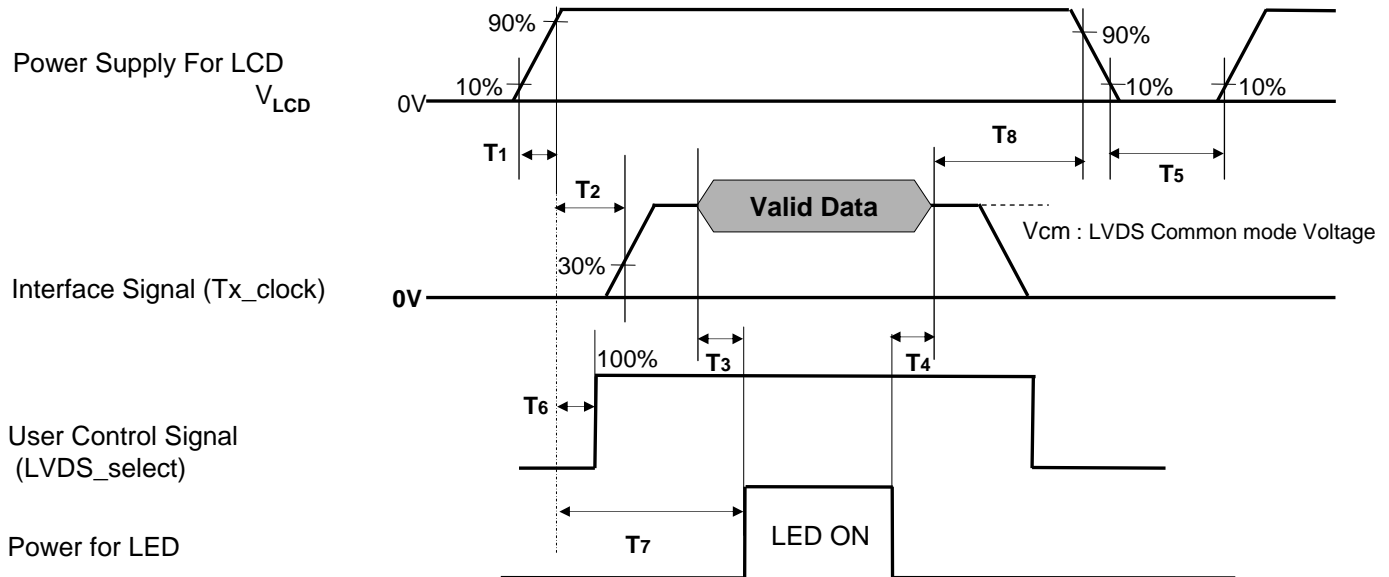 90%
90%
Power Supply For LCD
VLCD
10%
10%
10%
0V
T1
T8
T5
T2
Valid Data
Vcm : LVDS Common mode Voltage
30%
Interface Signal (Tx_clock)
0V
T3
T4
100%
T6
User Control Signal
(LVDS_select)
LED ON
T7
Power for LED